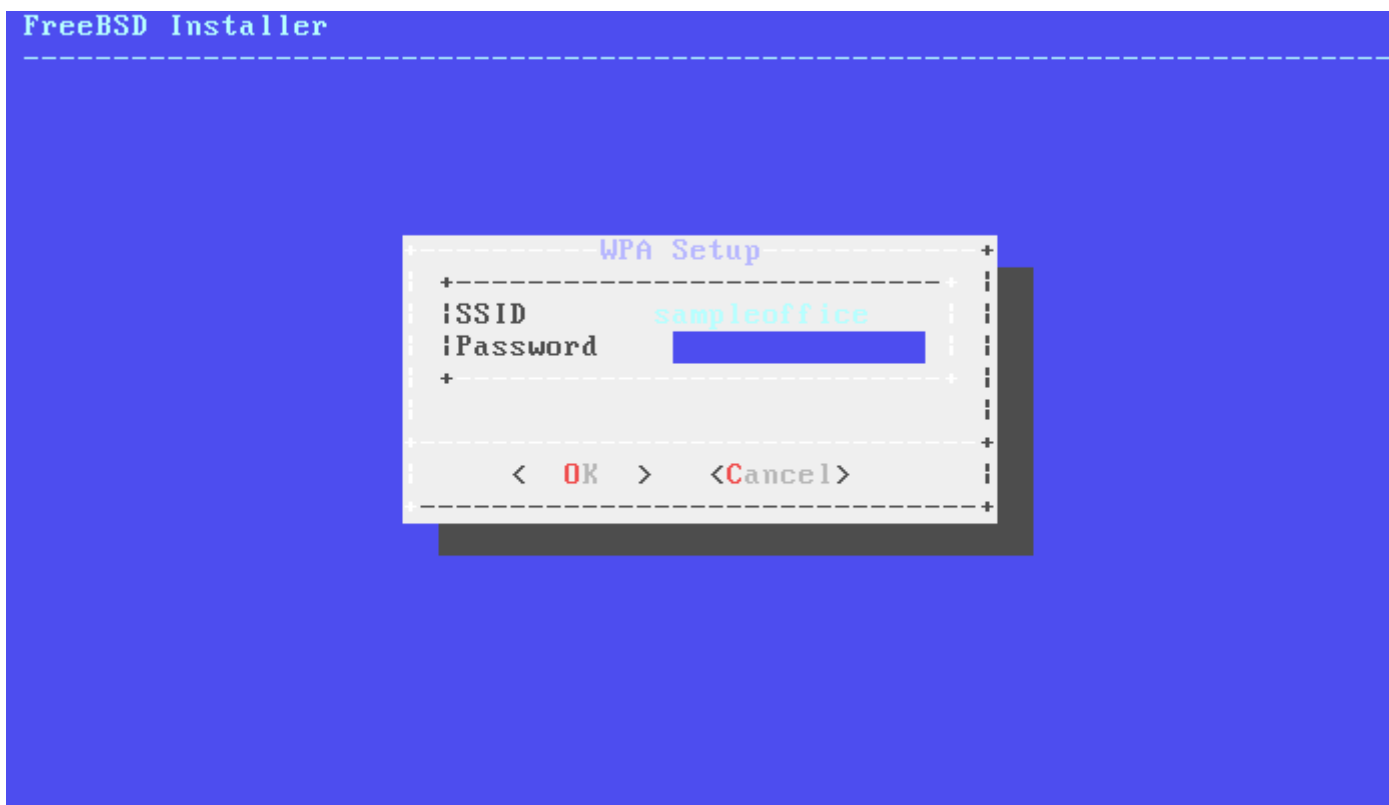 FreeBSD Installer
WPA Setup
SSID sampleoffice
Password
< OK > <Cancel>